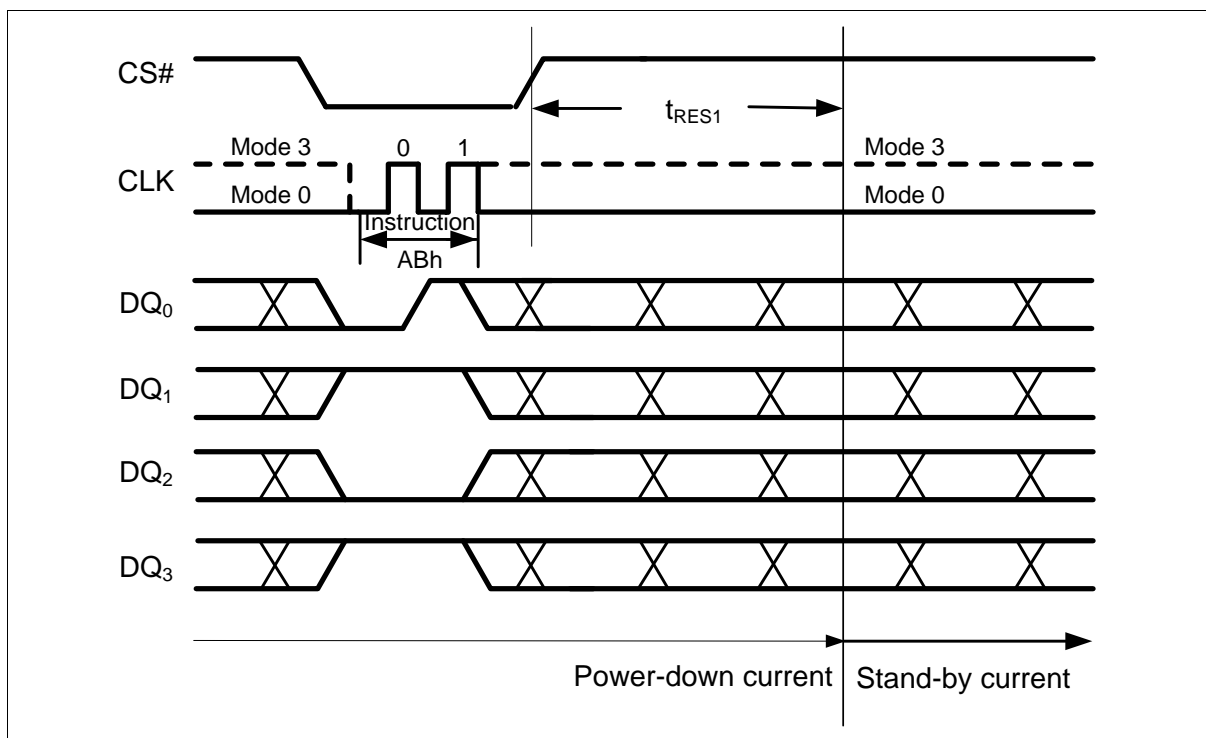 CS#
tRES1
Mode 3 0 1 Mode 3
CLK
Mode 0 Mode 0
Instruction
ABh
DQ0
DQ1
DQ2
DQ3
Power-down current Stand-by current